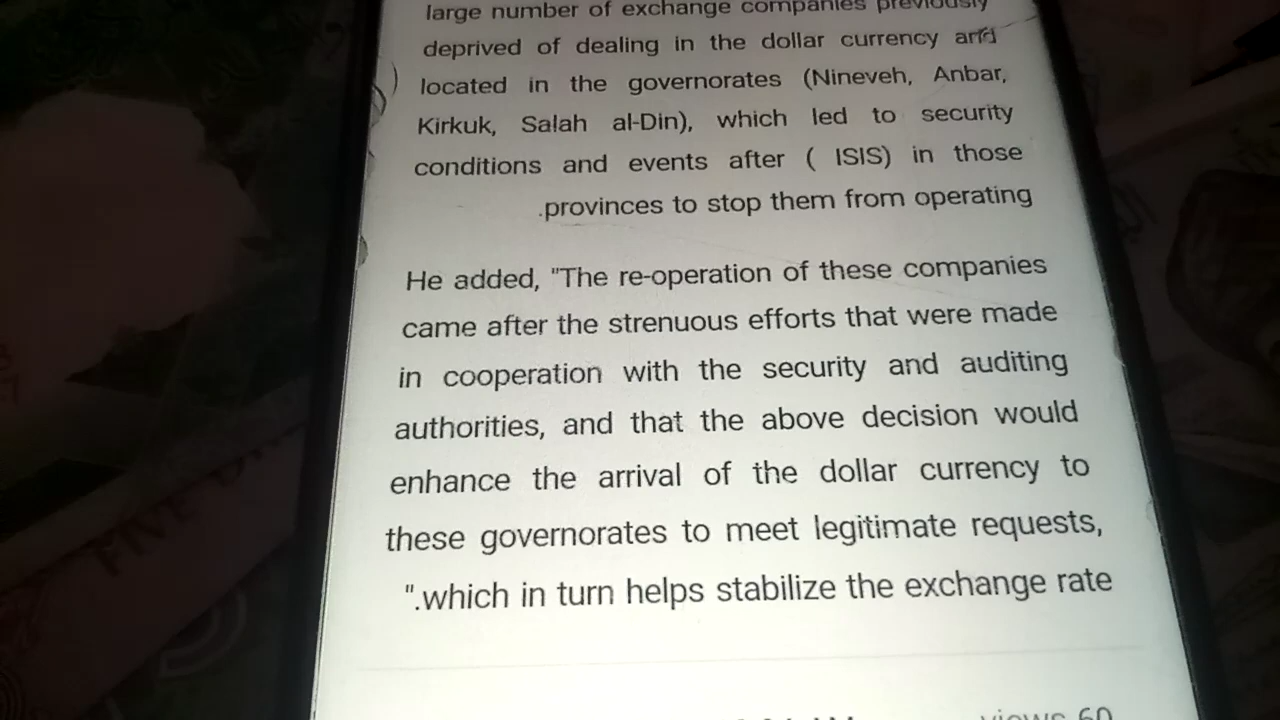 large number of exchange companies previously
deprived of dealing in the dollar currency and
located in the governorates (Nineveh, Anbar,
Kirkuk, Salah al-Din), which led to security
conditions and events after ( ISIS) in those
.provinces to stop them from operating
He added, "The re-operation of these companies
came after the strenuous efforts that were made
in cooperation with the security and auditing
authorities, and that the above decision would
enhance the arrival of the dollar currency to
these governorates to meet legitimate requests,
".which in turn helps stabilize the exchange rate
views 60
FIVE